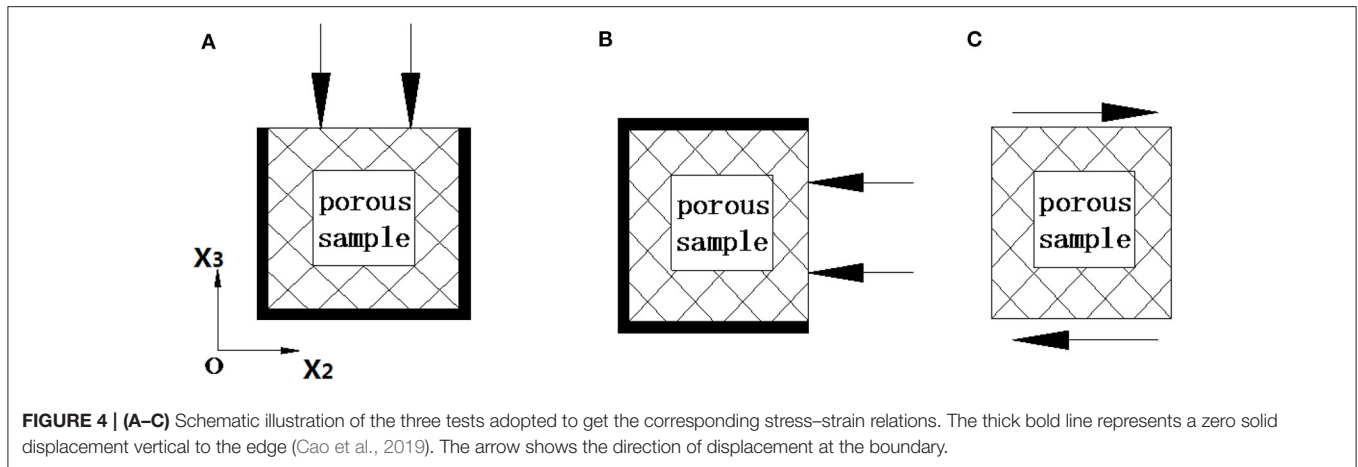 A
B
C
porous
sample
porous
sample
porous
sample
X3
O
X2
FIGURE 4 | (A–C) Schematic illustration of the three tests adopted to get the corresponding stress–strain relations. The thick bold line represents a zero solid
displacement vertical to the edge (Cao et al., 2019). The arrow shows the direction of displacement at the boundary.